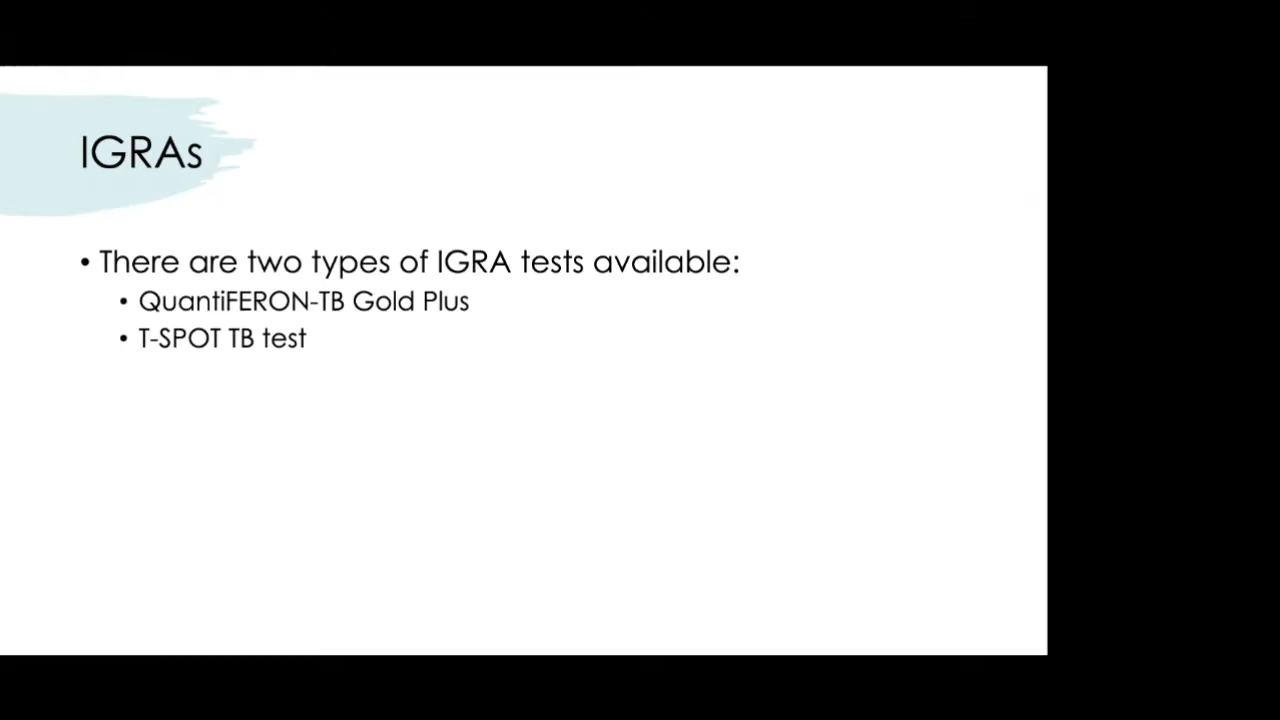 IGRAs
• There are two types of IGRA tests available:
• QuantiFERON-TB Gold Plus
• T-SPOT TB test